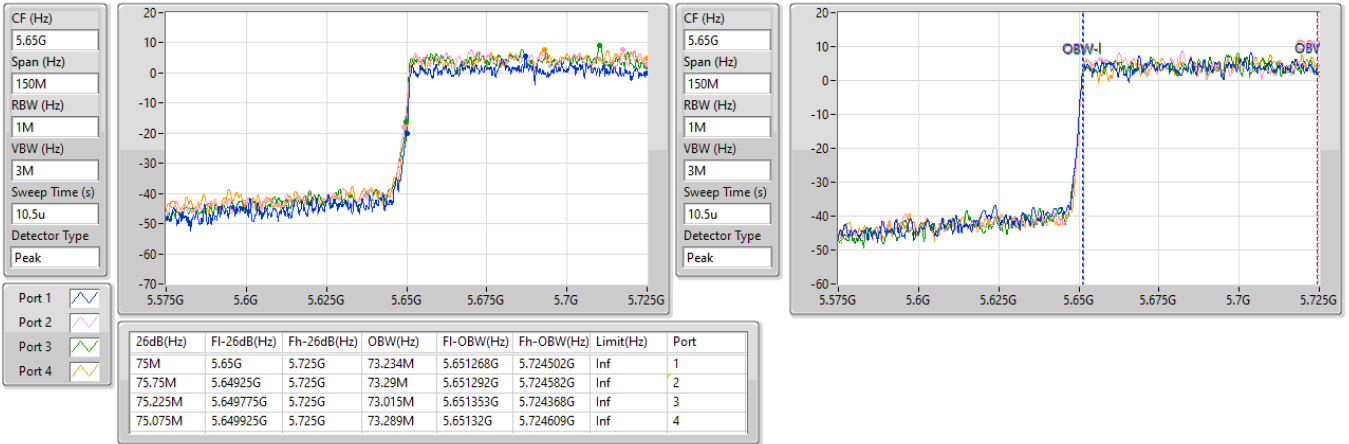 CF (Hz)
5.65G
Span (Hz)
150M
RBW (Hz)
1M
VBW (Hz)
3M
Sweep Time (s)
10.5u
Detector Type
Peak
20
10
0
-10
-20
-30
-40
-50
-60
-70
5.575G 5.6G 5.625G 5.65G 5.675G 5.7G 5.725G
CF (Hz)
5.65G
Span (Hz)
150M
RBW (Hz)
1M
VBW (Hz)
3M
Sweep Time (s)
10.5u
Detector Type
Peak
20
10
0
-10
-20
-30
-40
-50
-60
OBW-l OBW
5.575G 5.6G 5.625G 5.65G 5.675G 5.7G 5.725G
Port 1
Port 2
Port 3
Port 4
26dB(Hz) Fl-26dB(Hz) Fh-26dB(Hz) OBW(Hz) Fl-OBW(Hz) Fh-OBW(Hz) Limit(Hz) Port
75M 5.65G 5.725G 73.234M 5.651268G 5.724502G Inf 1
75.75M 5.64925G 5.725G 73.29M 5.651292G 5.724582G Inf 2
75.225M 5.649775G 5.725G 73.015M 5.651353G 5.724368G Inf 3
75.075M 5.649925G 5.725G 73.289M 5.65132G 5.724609G Inf 4